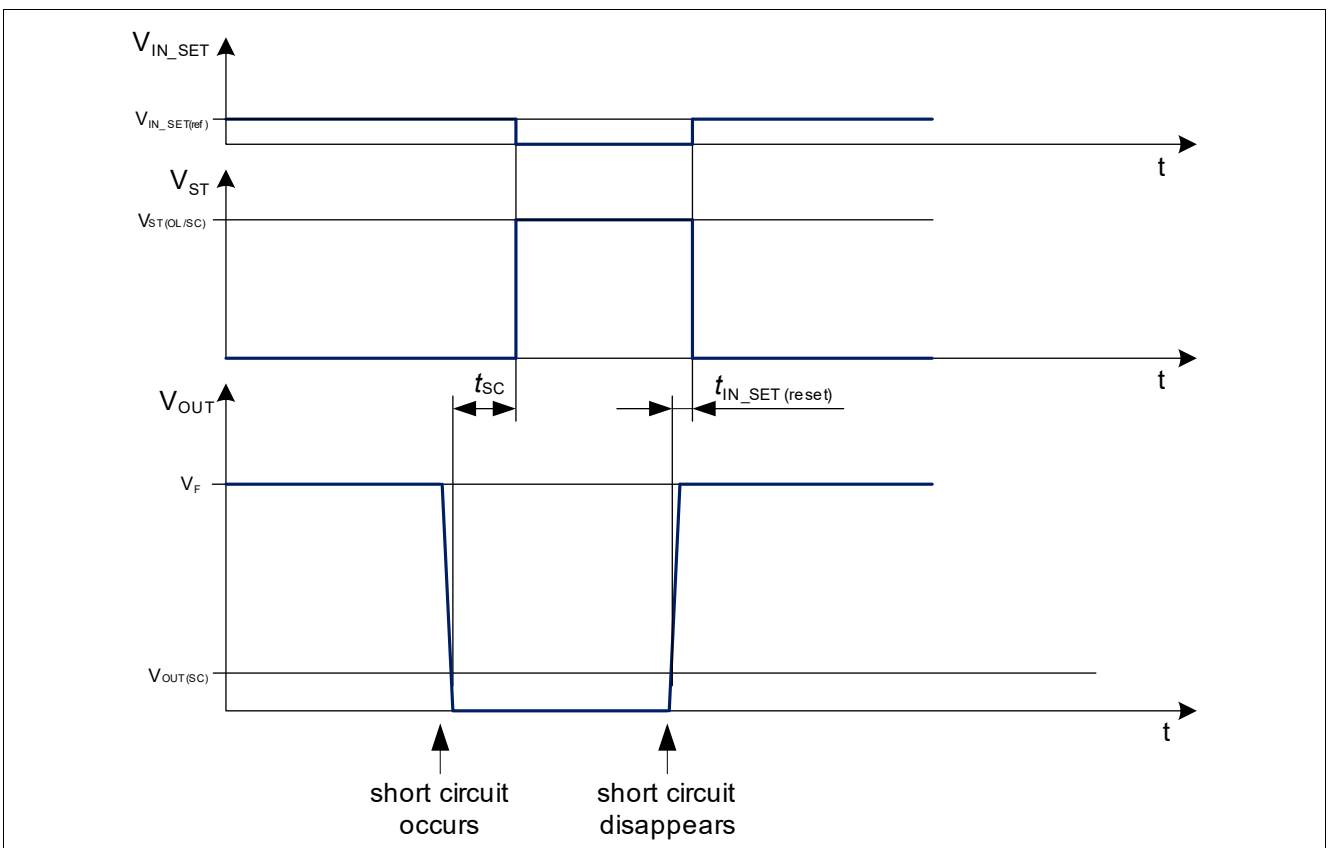 V_IN_SET
V_IN_SET(ref)
t
V_ST
V_ST(OL/SC)
t
t_SC
t_IN_SET (reset)
V_OUT
V_F
V_OUT(SC)
t
short circuit
occurs
short circuit
disappears